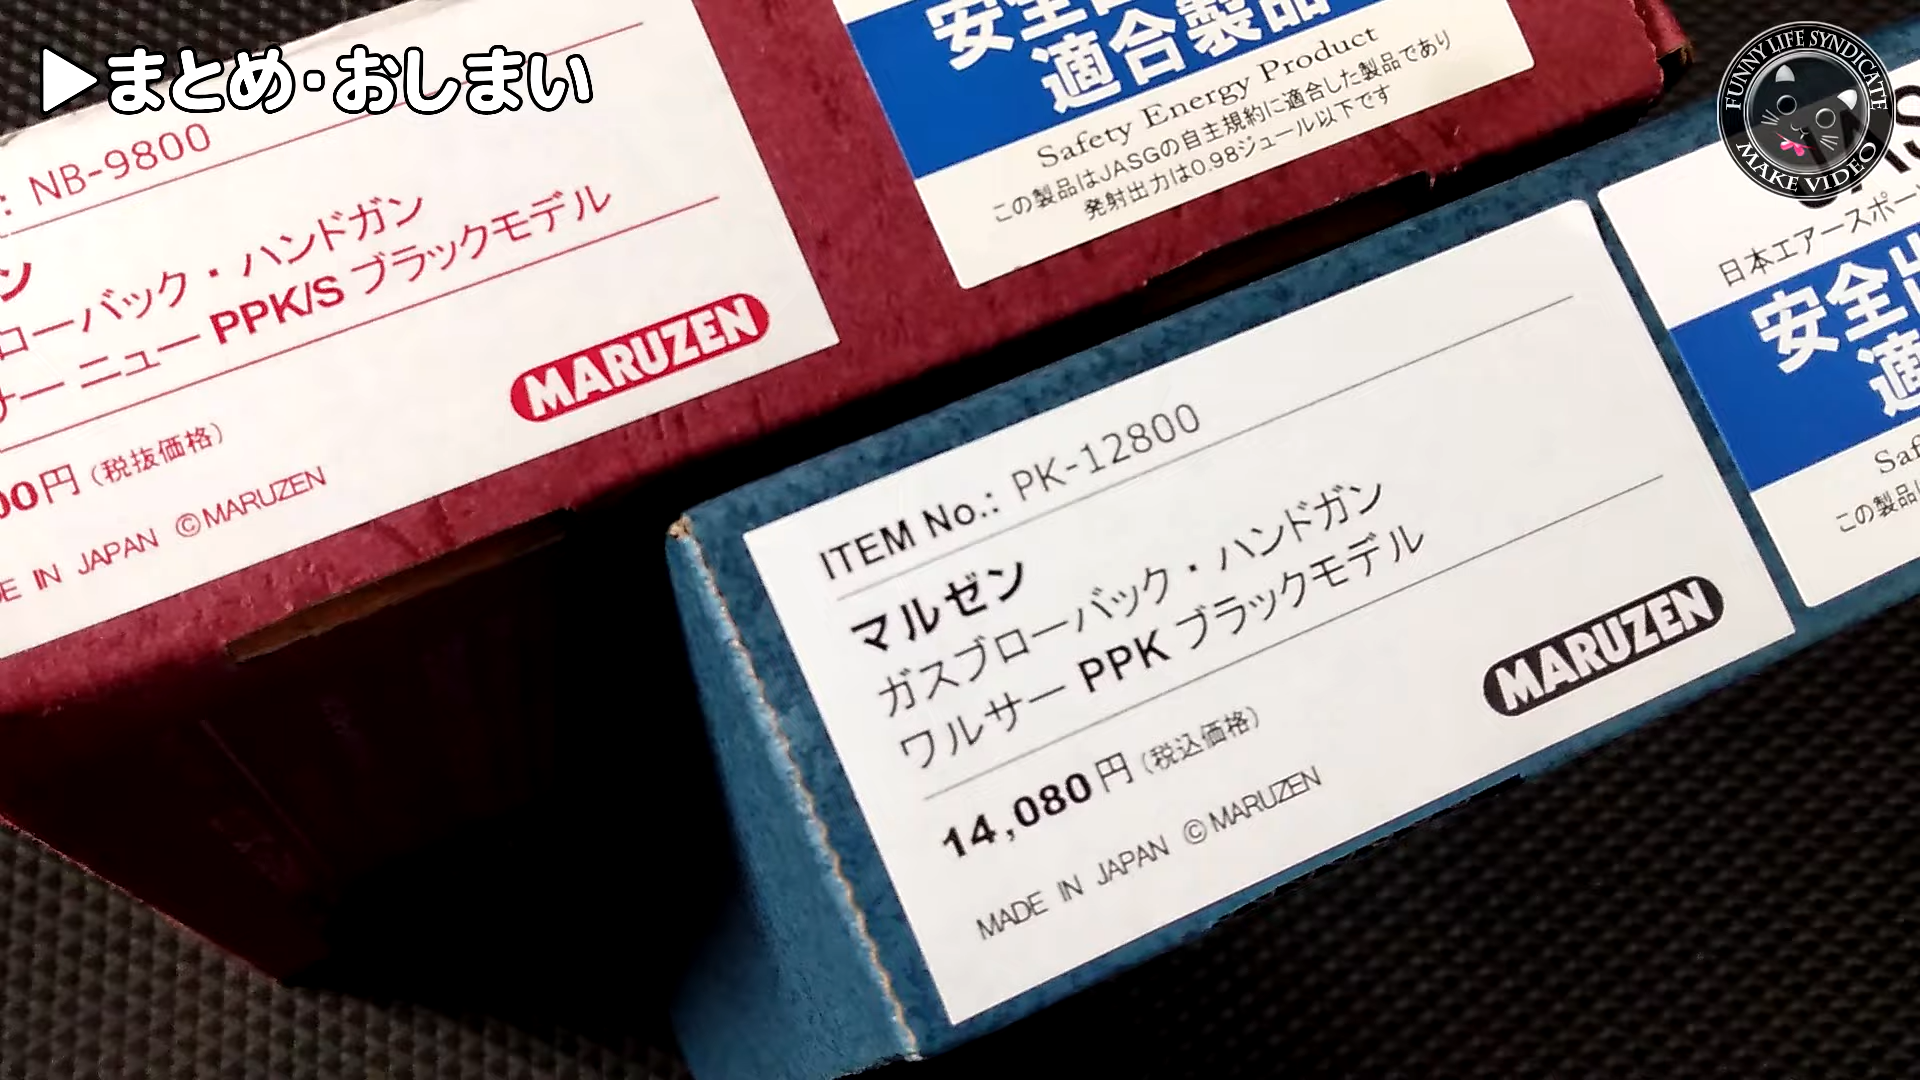 ▶まとめ・おしまい
: NB-9800
ン
ローバック・ハンドガン
サー ニュー PPK/S ブラックモデル
00円（税抜価格）
DE IN JAPAN ©MARUZEN
MARUZEN
安全
適合製品
Safety Energy Product
この製品はJASGの自主規約に適合した製品であり
発射出力は0.98ジュール以下です
ITEM No.: PK-12800
マルゼン
ガスブローバック・ハンドガン
ワルサー PPK ブラックモデル
14,080円（税込価格）
MADE IN JAPAN ©MARUZEN
MARUZEN
日本エアースポー
安全出
適
Saf
この製品
FUNNY LIFE SYNDICATE
MAKE VIDEO